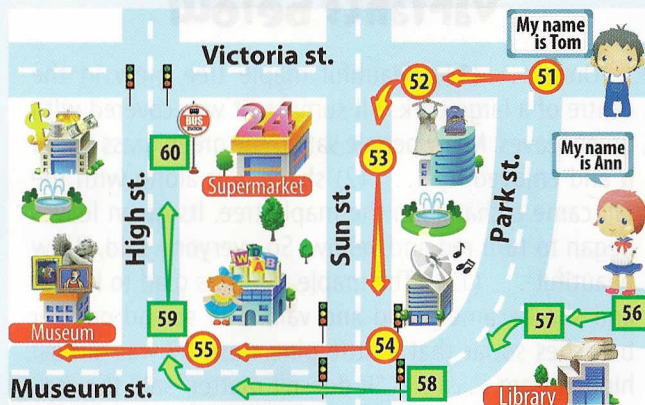 My name
is Tom
Victoria st.
52
51
BUS
STATION
24
60
53
My name
is Ann
Supermarket
High st.
Sun st.
Park st.
W A B
Museum
59
57
56
55
54
58
Museum st.
Library